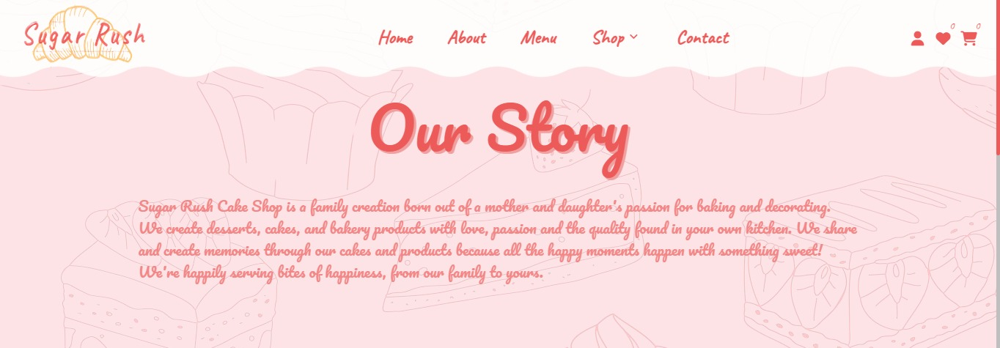 Sugar Rush
Home About Menu Shop Contact
0 0
Our Story
Sugar Rush Cake Shop is a family creation born out of a mother and daughter's passion for baking and decorating.
We create desserts, cakes, and bakery products with love, passion and the quality found in your own kitchen. We share
and create memories through our cakes and products because all the happy moments happen with something sweet!
We're happily serving bites of happiness, from our family to yours.